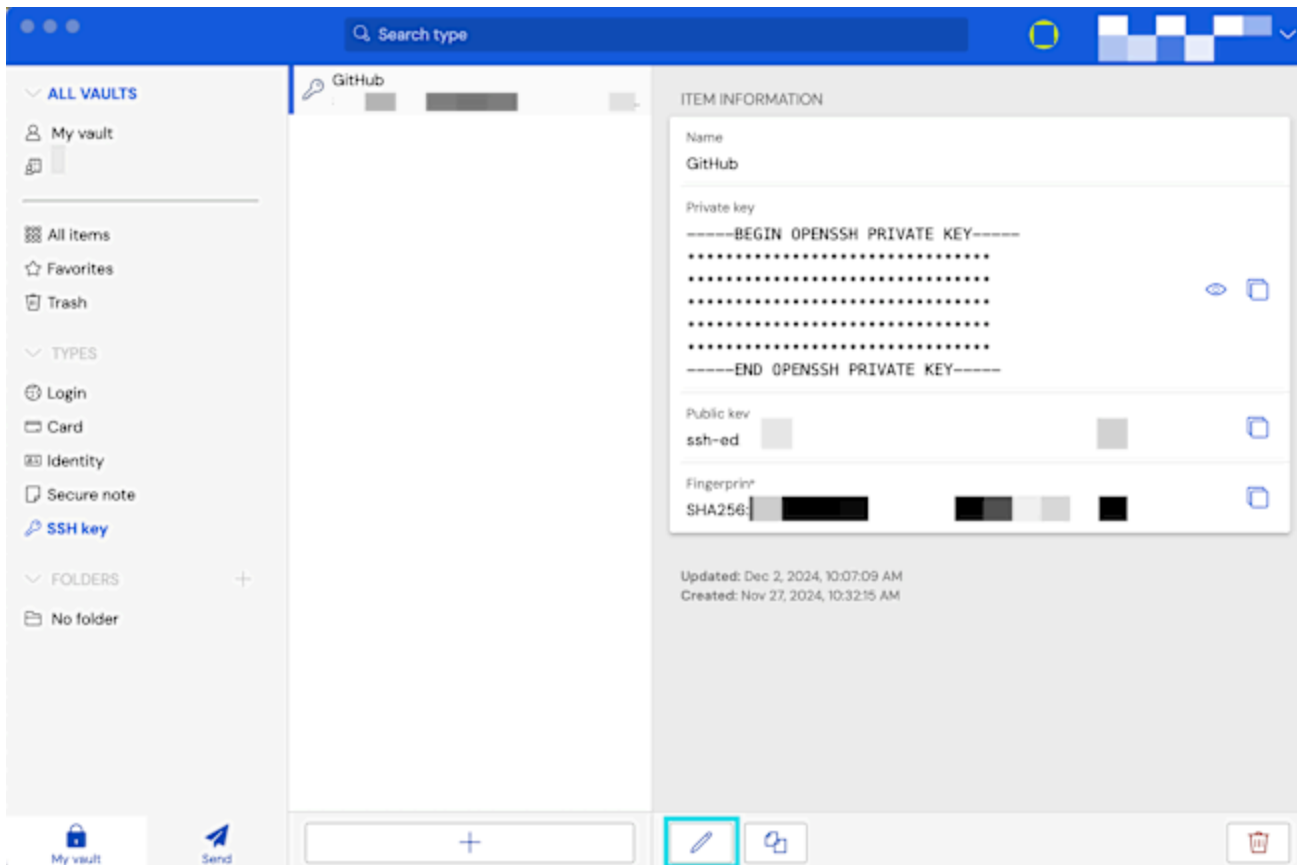 Search type
ALL VAULTS
My vault
All items
Favorites
Trash
TYPES
Login
Card
Identity
Secure note
SSH key
FOLDERS
No folder
My vault
Send
GitHub
ITEM INFORMATION
Name
GitHub
Private key
-----BEGIN OPENSSH PRIVATE KEY-----
••••••••••••••••••••••••••••••••
••••••••••••••••••••••••••••••••
••••••••••••••••••••••••••••••••
••••••••••••••••••••••••••••••••
••••••••••••••••••••••••••••••••
-----END OPENSSH PRIVATE KEY-----
Public key
ssh-ed
Fingerprint
SHA256:
Updated: Dec 2, 2024, 10:07:09 AM
Created: Nov 27, 2024, 10:32:15 AM